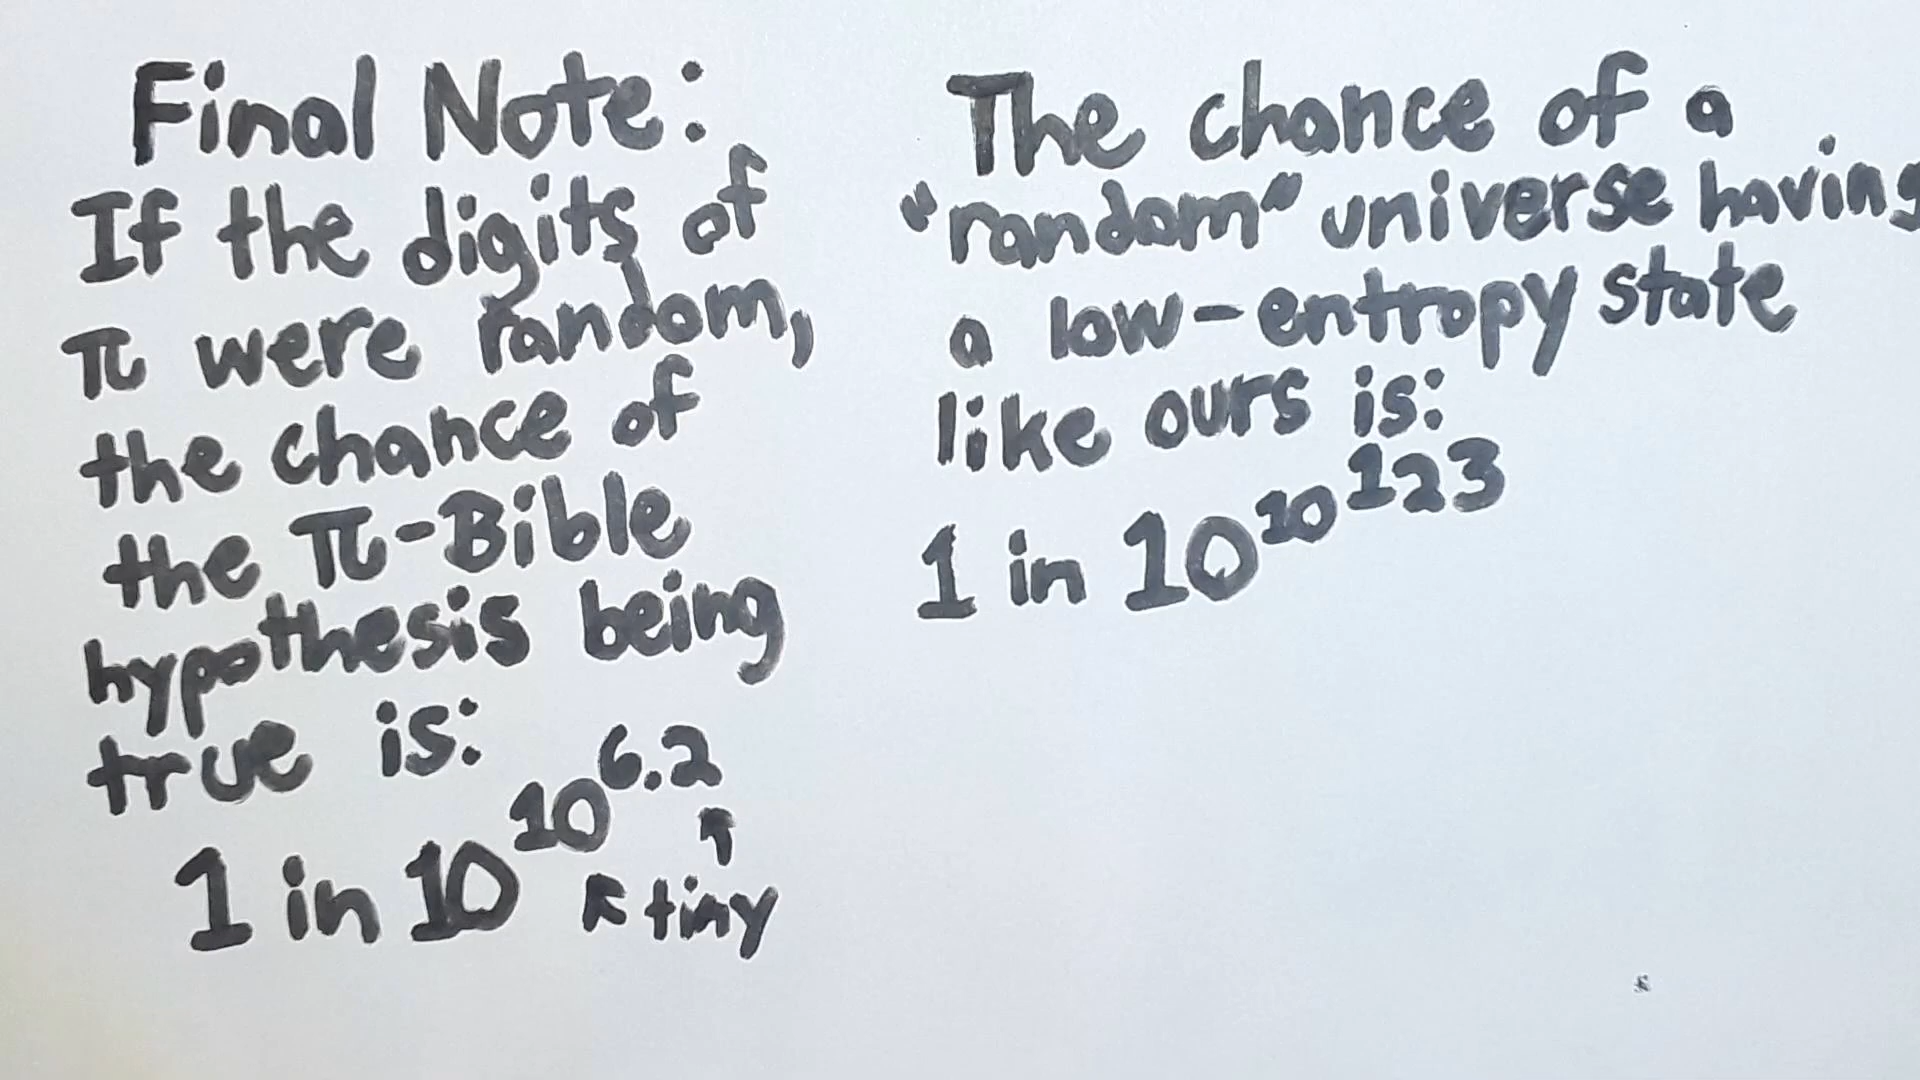 Final Note:
If the digits of
π were random,
the chance of
the π-Bible
hypothesis being
true is:
1 in 10^10^6.2
↖ tiny ↑
The chance of a
"random" universe having
a low-entropy state
like ours is:
1 in 10^10^123